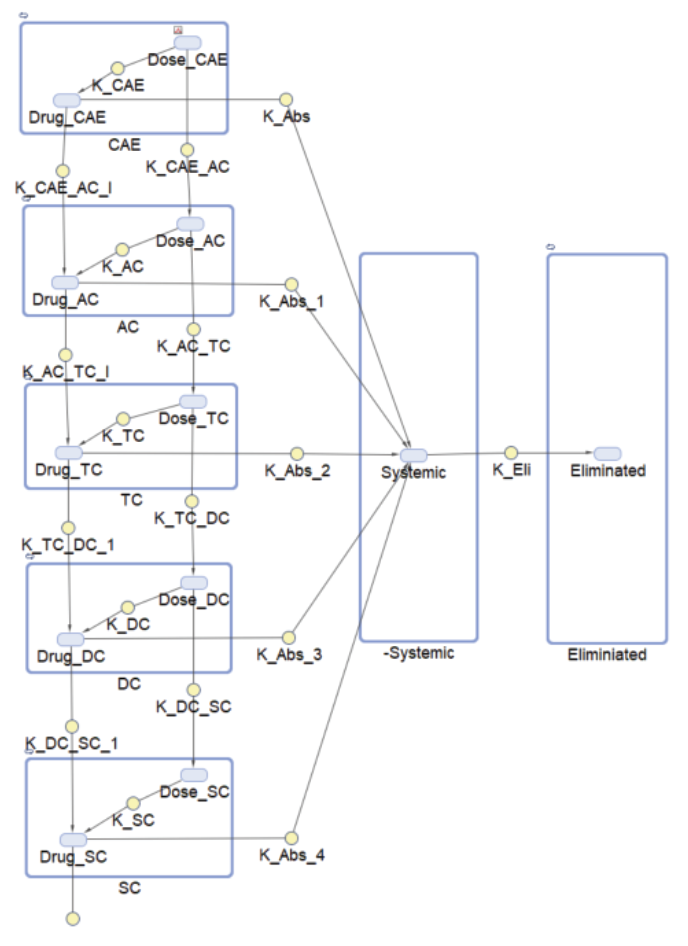 Dose_CAE
K_CAE
Drug_CAE
K_Abs
CAE
K_CAE_AC
K_CAE_AC_I
Dose_AC
K_AC
Drug_AC
K_Abs_1
AC
K_AC_TC
K_AC_TC_I
Dose_TC
K_TC
Drug_TC
K_Abs_2
Systemic
K_Eli
Eliminated
TC
K_TC_DC
K_TC_DC_1
Dose_DC
K_DC
Drug_DC
K_Abs_3
-Systemic
Eliminiated
DC
K_DC_SC
K_DC_SC_1
Dose_SC
K_SC
Drug_SC
K_Abs_4
SC